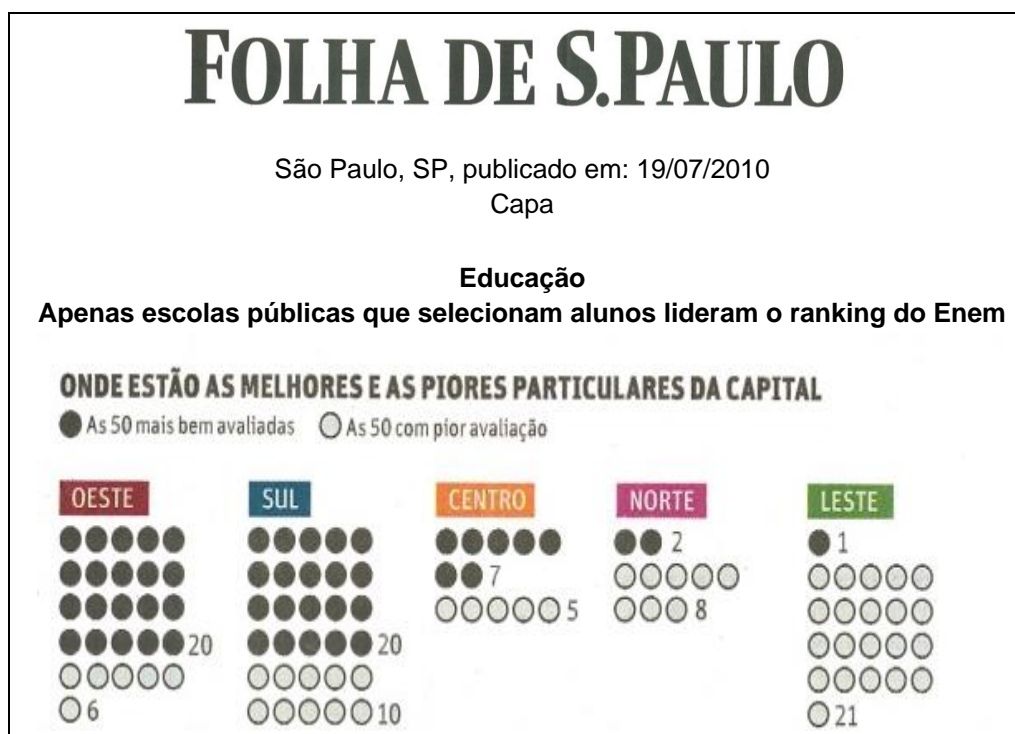 FOLHA DE S.PAULO
São Paulo, SP, publicado em: 19/07/2010
Capa
Educação
Apenas escolas públicas que selecionam alunos lideram o ranking do Enem
ONDE ESTÃO AS MELHORES E AS PIORES PARTICULARES DA CAPITAL
As 50 mais bem avaliadas As 50 com pior avaliação
OESTE
20
6
SUL
20
10
CENTRO
7
5
NORTE
2
8
LESTE
1
21